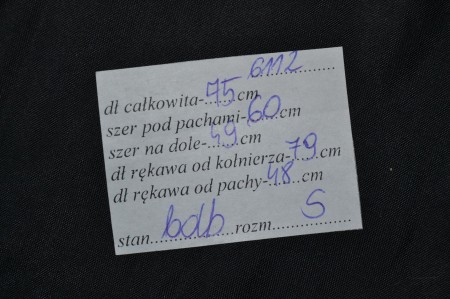 6112
dł całkowita-75cm
szer pod pachami-60cm
szer na dole-49cm
dł rękawa od kołnierza-79cm
dł rękawa od pachy-48cm
stan bdb rozm S